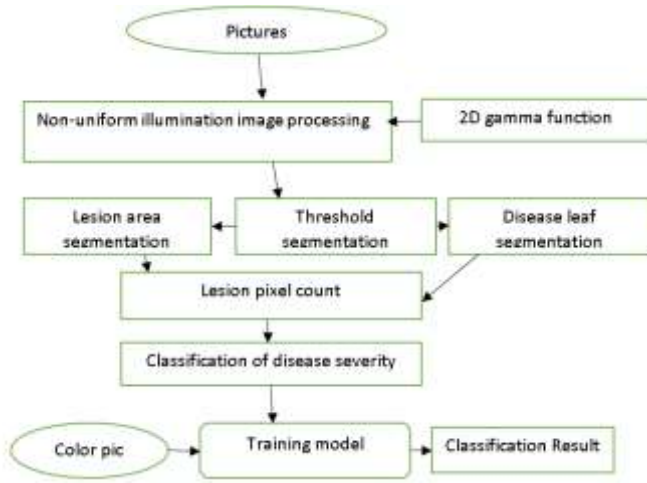 Pictures
Non-uniform illumination image processing
2D gamma function
Lesion area
segmentation
Threshold
segmentation
Disease leaf
segmentation
Lesion pixel count
Classification of disease severity
Color pic
Training model
Classification Result